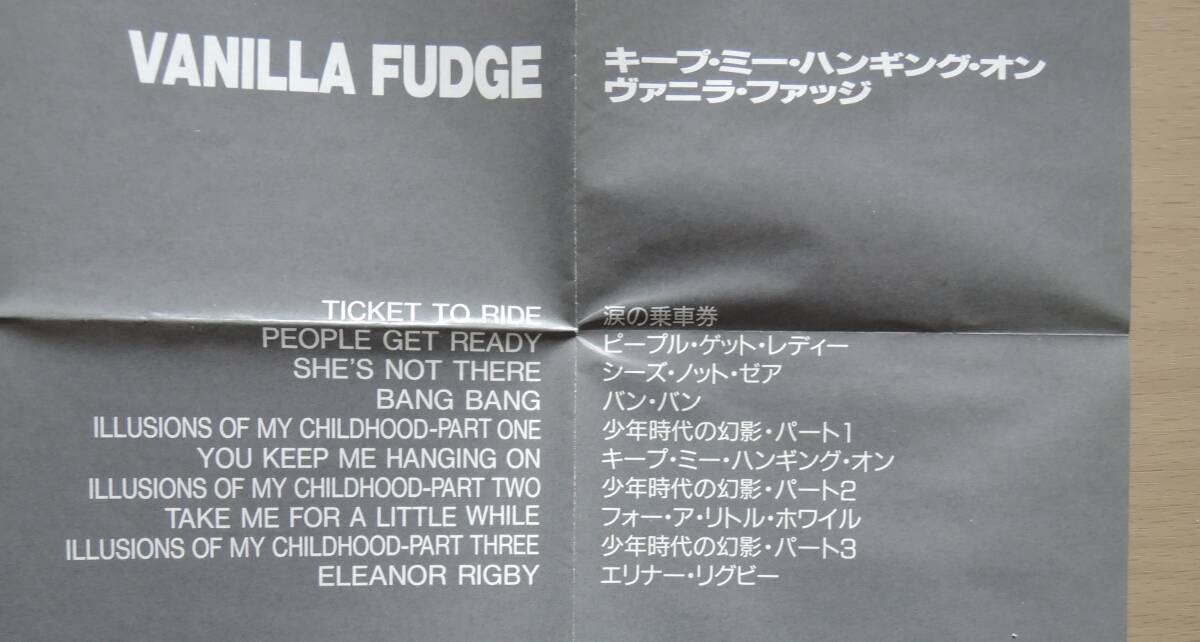 VANILLA FUDGE
キープ・ミー・ハンギング・オン
ヴァニラ・ファッジ
TICKET TO RIDE 涙の乗車券
PEOPLE GET READY ピープル・ゲット・レディー
SHE'S NOT THERE シーズ・ノット・ゼア
BANG BANG バン・バン
ILLUSIONS OF MY CHILDHOOD-PART ONE 少年時代の幻影・パート1
YOU KEEP ME HANGING ON キープ・ミー・ハンギング・オン
ILLUSIONS OF MY CHILDHOOD-PART TWO 少年時代の幻影・パート2
TAKE ME FOR A LITTLE WHILE フォー・ア・リトル・ホワイル
ILLUSIONS OF MY CHILDHOOD-PART THREE 少年時代の幻影・パート3
ELEANOR RIGBY エリナー・リグビー